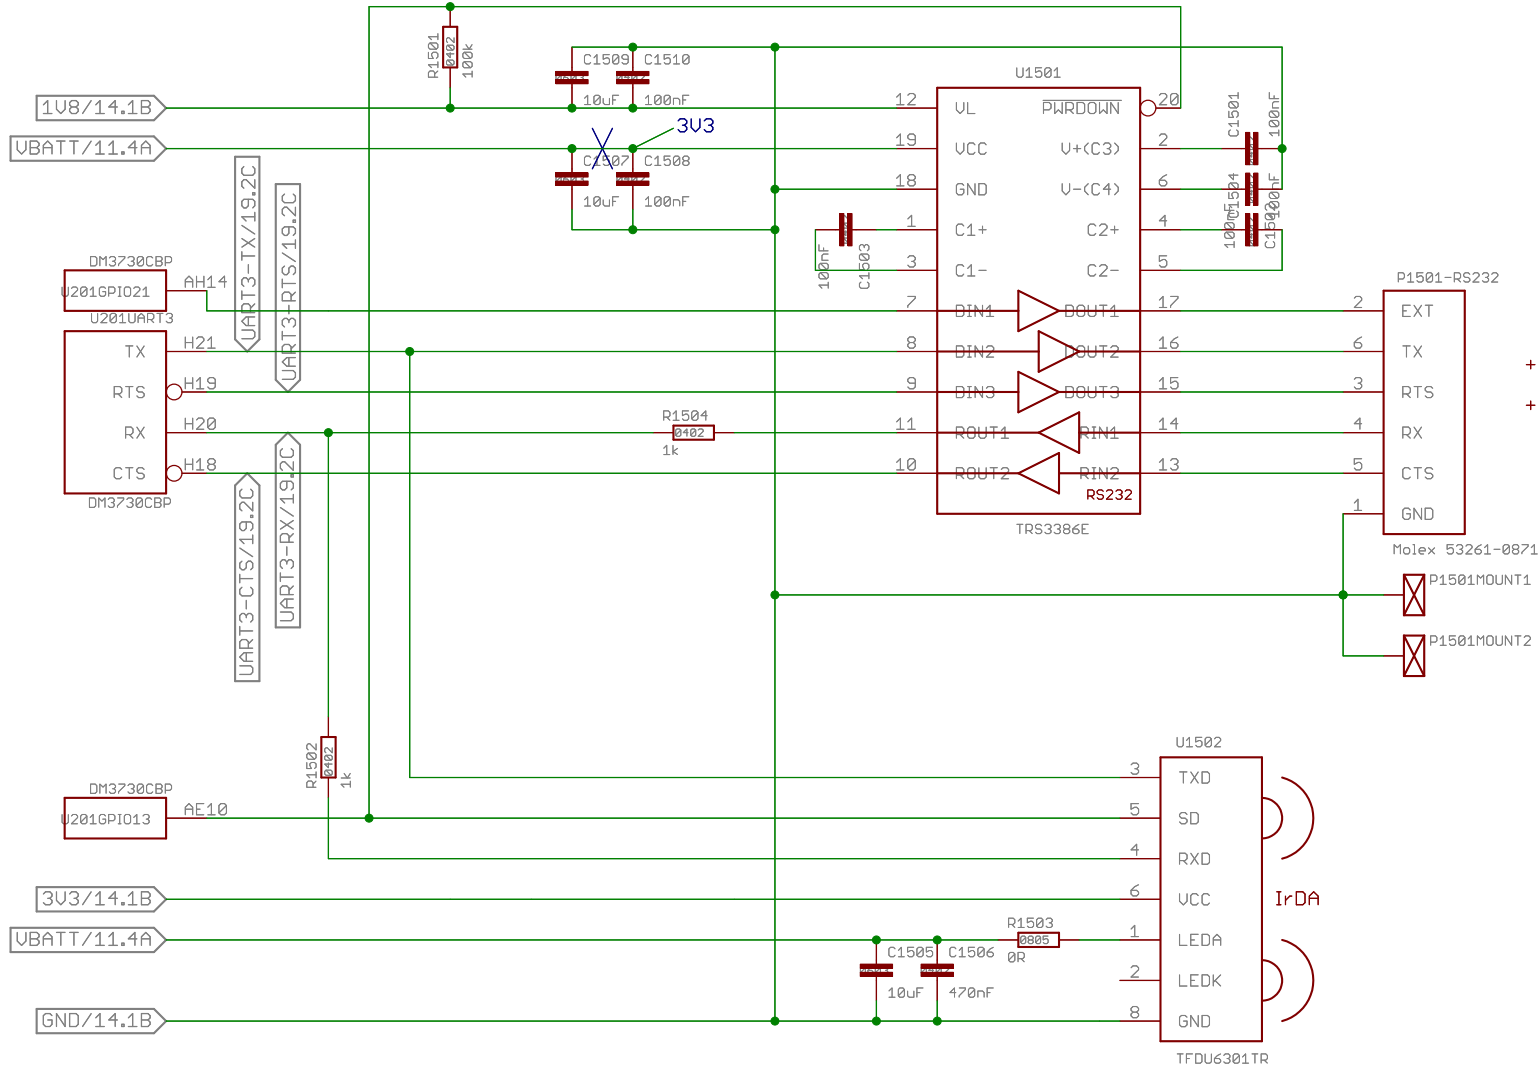 R1501
0402
100k
C1509
C1510
10uF
100nF
U1501
1V8/14.1B
12
VL
PWRDOWN
20
C1501
100nF
VBATT/11.4A
3V3
19
VCC
V+(C3)
2
C1507
C1508
10uF
100nF
18
GND
V-(C4)
6
C1504
100nF
1
C1+
C2+
4
100nF
C1502
3
C1-
C2-
5
100nF
C1503
UART3-TX/19.2C
UART3-RTS/19.2C
DM3730CBP
U201GPIO21
AH14
7
DIN1
DOUT1
17
P1501-RS232
2
EXT
U201UART3
TX
H21
8
DIN2
DOUT2
16
6
TX
+
RTS
H19
9
DIN3
DOUT3
15
3
RTS
+
RX
H20
R1504
0402
1k
11
ROUT1
RIN1
14
4
RX
CTS
H18
10
ROUT2
RIN2
13
5
CTS
RS232
DM3730CBP
TRS3386E
1
GND
Molex 53261-0871
UART3-CTS/19.2C
UART3-RX/19.2C
P1501MOUNT1
P1501MOUNT2
R1502
0402
1k
U1502
3
TXD
DM3730CBP
U201GPIO13
AE10
5
SD
4
RXD
3V3/14.1B
6
VCC
IrDA
VBATT/11.4A
R1503
0805
0R
1
LEDA
C1505
C1506
10uF
470nF
2
LEDK
GND/14.1B
8
GND
TFDU6301TR